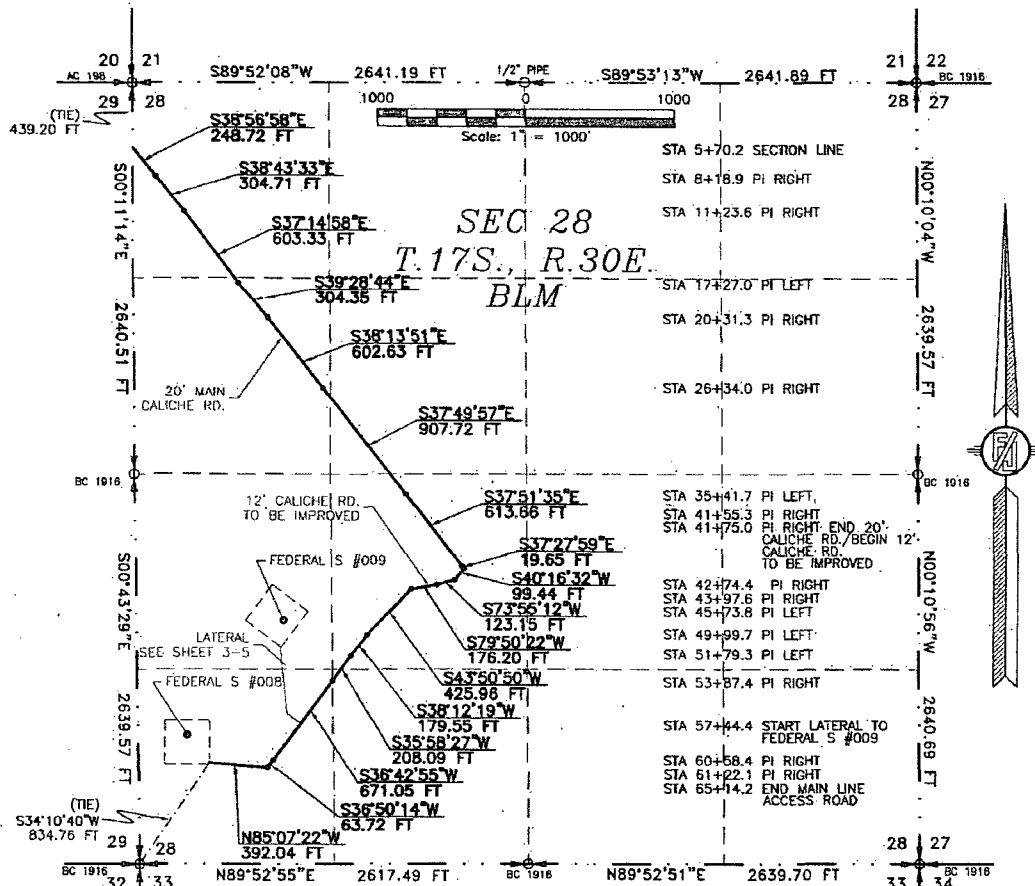 20 21
21 22
AC 198
S89°52'08"W 2641.19 FT
1/2" PIPE
S89°53'13"W 2641.89 FT
BC 1916
29 28
28 27
1000 0 1000
Scale: 1" = 1000'
(TIE)
439.20 FT
S38°56'58"E
248.72 FT
S38°43'33"E
304.71 FT
S37°14'58"E
603.33 FT
S39°28'44"E
304.35 FT
S38°13'51"E
602.63 FT
S37°49'57"E
907.72 FT
S37°51'35"E
613.66 FT
S37°27'59"E
19.65 FT
S40°16'32"W
99.44 FT
S73°55'12"W
123.15 FT
S79°50'22"W
176.20 FT
S43°50'50"W
425.96 FT
S38°12'19"W
179.55 FT
S35°58'27"W
208.09 FT
S36°42'55"W
671.05 FT
S36°50'14"W
63.72 FT
N85°07'22"W
392.04 FT
SEC 28
T.17S., R.30E.
BLM
STA 5+70.2 SECTION LINE
STA 8+18.9 PI RIGHT
STA 11+23.6 PI RIGHT
STA 17+27.0 PI LEFT
STA 20+31.3 PI RIGHT
STA 26+34.0 PI RIGHT
STA 35+41.7 PI LEFT
STA 41+55.3 PI RIGHT
STA 41+75.0 PI RIGHT END 20'
CALICHE RD./BEGIN 12'
CALICHE RD.
TO BE IMPROVED
STA 42+74.4 PI RIGHT
STA 43+97.6 PI RIGHT
STA 45+73.8 PI LEFT
STA 49+99.7 PI LEFT
STA 51+79.3 PI LEFT
STA 53+87.4 PI RIGHT
STA 57+44.4 START LATERAL TO
FEDERAL S #009
STA 60+58.4 PI RIGHT
STA 61+22.1 PI RIGHT
STA 65+14.2 END MAIN LINE
ACCESS ROAD
S00°11'14"E 2640.51 FT
N00°10'04"W 2639.57 FT
20' MAIN
CALICHE RD.
BC 1916
12' CALICHE RD.
TO BE IMPROVED
FEDERAL S #009
LATERAL
SEE SHEET 3-5
FEDERAL S #008
S00°43'29"E 2639.57 FT
N00°10'56"W 2640.69 FT
(TIE)
S34°10'40"W
834.76 FT
29 28
28 27
BC 1916
32 33
N89°52'55"E 2617.49 FT
BC 1916
N89°52'51"E 2639.70 FT
33 34
BC 1916